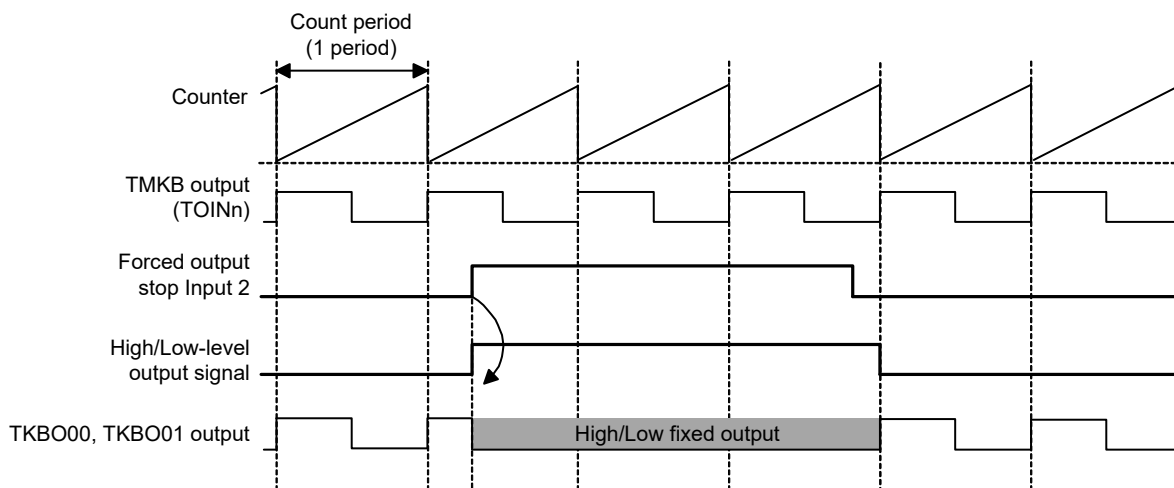 Count period
(1 period)
Counter
TMKB output
(TOINn)
Forced output
stop Input 2
High/Low-level
output signal
TKBO00, TKBO01 output
High/Low fixed output